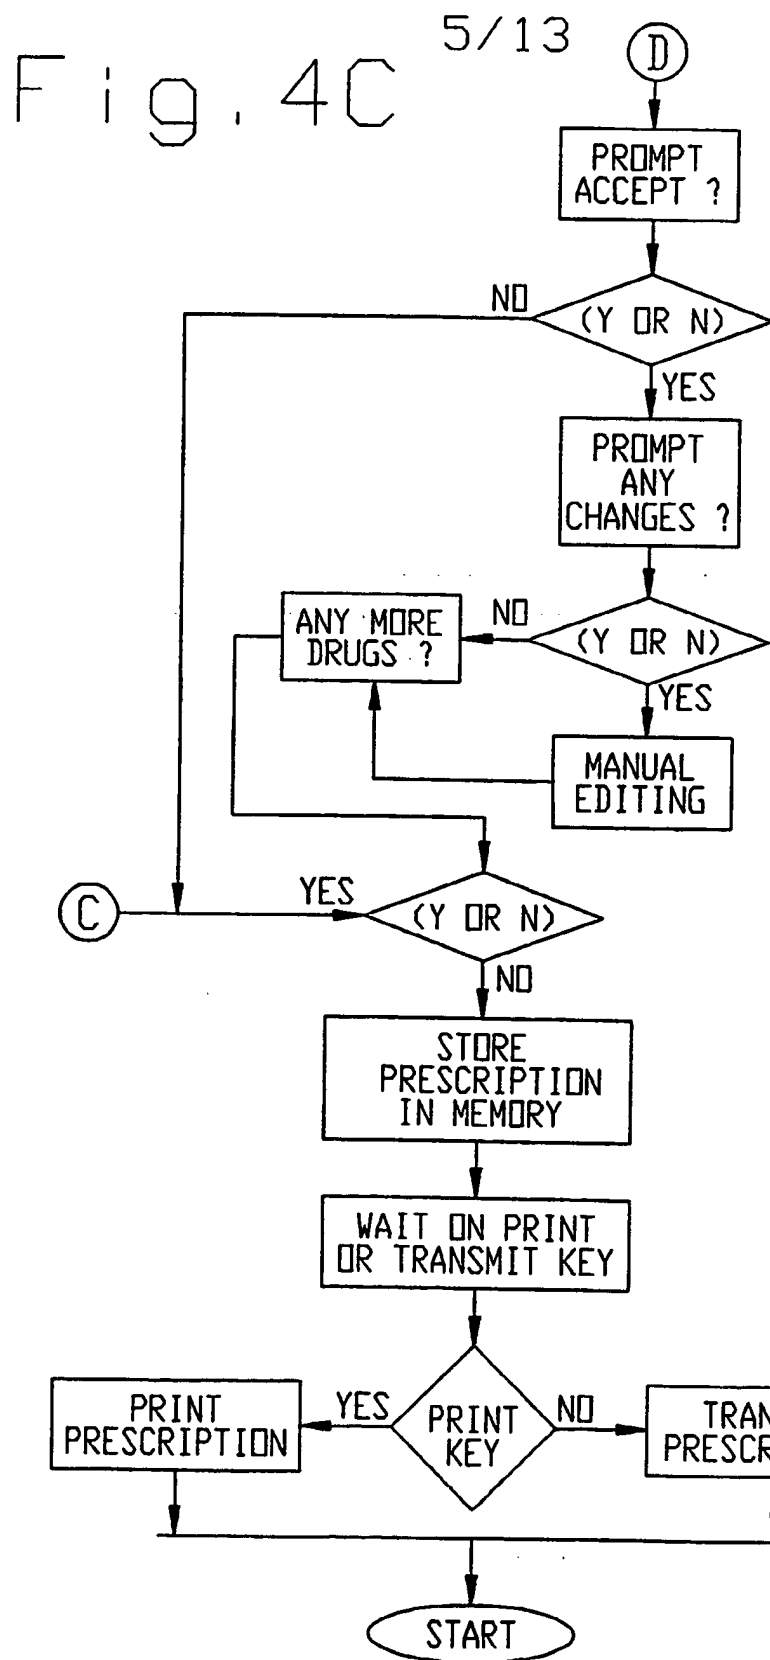 5/13
Fig. 4C
D
PROMPT
ACCEPT ?
NO
(Y OR N)
YES
PROMPT
ANY
CHANGES ?
ANY MORE
DRUGS ?
NO
(Y OR N)
YES
MANUAL
EDITING
C
YES
(Y OR N)
NO
STORE
PRESCRIPTION
IN MEMORY
WAIT ON PRINT
OR TRANSMIT KEY
PRINT
PRESCRIPTION
YES
PRINT
KEY
NO
TRAN
PRESCR
START